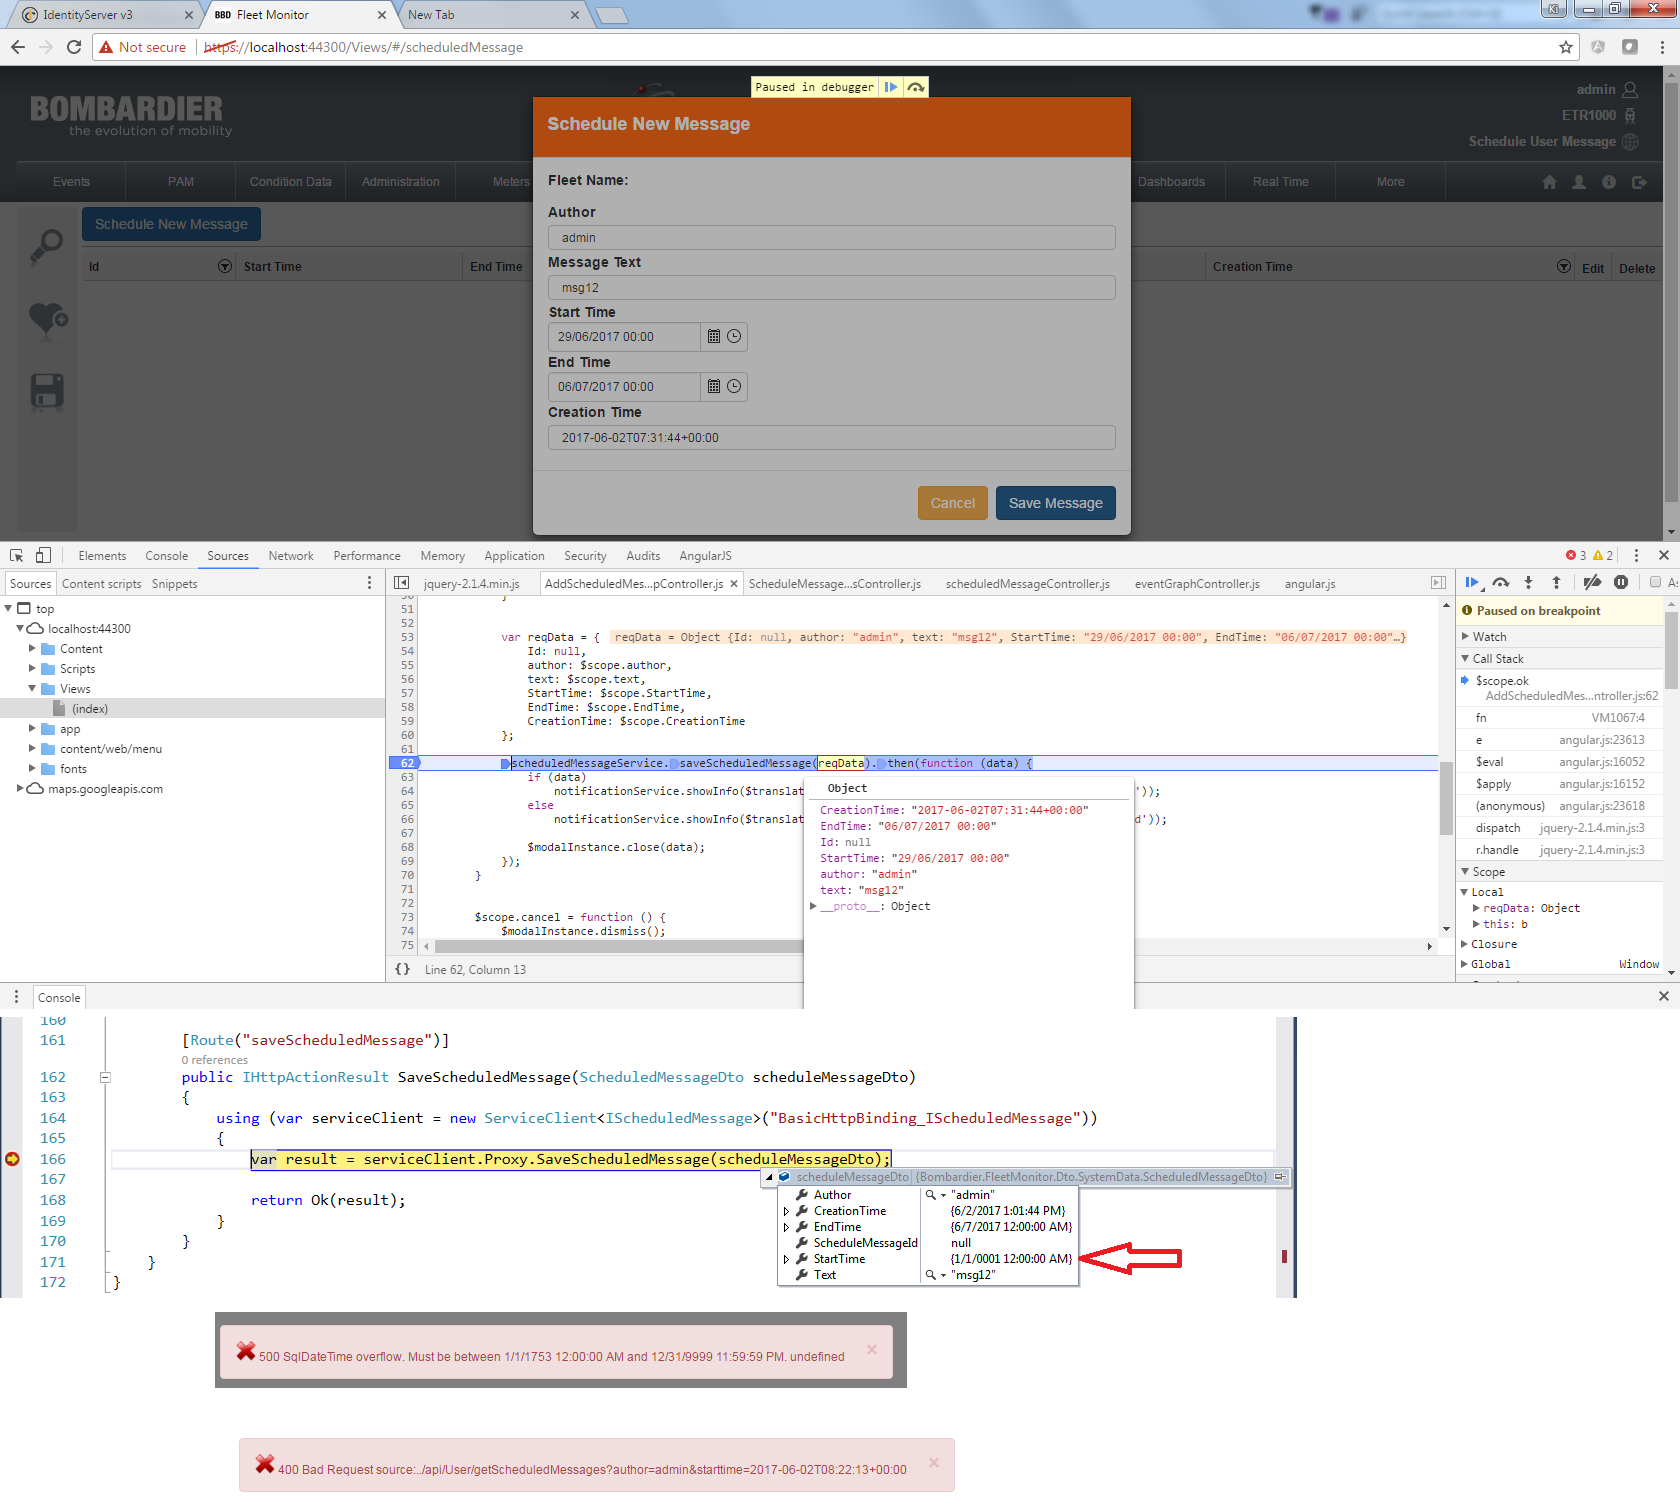 IdentityServer v3
BBD Fleet Monitor
New Tab
Not secure
https://localhost:44300/Views/#/scheduledMessage
Paused in debugger
BOMBARDIER
the evolution of mobility
admin
ETR1000
Schedule User Message
Events
PAM
Condition Data
Administration
Meters
Dashboards
Real Time
More
Schedule New Message
Id
Start Time
End Time
Creation Time
Edit
Delete
Schedule New Message
Fleet Name:
Author
admin
Message Text
msg12
Start Time
29/06/2017 00:00
End Time
06/07/2017 00:00
Creation Time
2017-06-02T07:31:44+00:00
Cancel
Save Message
Elements Console Sources Network Performance Memory Application Security Audits AngularJS
3 2
Sources Content scripts Snippets
top
localhost:44300
Content
Scripts
Views
(index)
app
content/web/menu
fonts
maps.googleapis.com
jquery-2.1.4.min.js AddScheduledMes...pController.js ScheduleMessage...sController.js scheduledMessageController.js eventGraphController.js angular.js
50 }
51
52
53 var reqData = { reqData = Object {Id: null, author: "admin", text: "msg12", StartTime: "29/06/2017 00:00", EndTime: "06/07/2017 00:00"…}
54 Id: null,
55 author: $scope.author,
56 text: $scope.text,
57 StartTime: $scope.StartTime,
58 EndTime: $scope.EndTime,
59 CreationTime: $scope.CreationTime
60 };
61
62 scheduledMessageService.saveScheduledMessage(reqData).then(function (data) {
63 if (data)
64 notificationService.showInfo($translat '));
65 else
66 notificationService.showInfo($translat d'));
67
68 $modalInstance.close(data);
69 });
70 }
71
72
73 $scope.cancel = function () {
74 $modalInstance.dismiss();
75
Object
CreationTime: "2017-06-02T07:31:44+00:00"
EndTime: "06/07/2017 00:00"
Id: null
StartTime: "29/06/2017 00:00"
author: "admin"
text: "msg12"
__proto__: Object
{} Line 62, Column 13
As
Paused on breakpoint
Watch
Call Stack
$scope.ok
AddScheduledMes...ntroller.js:62
fn VM1067:4
e angular.js:23613
$eval angular.js:16052
$apply angular.js:16152
(anonymous) angular.js:23618
dispatch jquery-2.1.4.min.js:3
r.handle jquery-2.1.4.min.js:3
Scope
Local
reqData: Object
this: b
Closure
Global Window
Console
160
161 [Route("saveScheduledMessage")]
0 references
162 public IHttpActionResult SaveScheduledMessage(ScheduledMessageDto scheduleMessageDto)
163 {
164 using (var serviceClient = new ServiceClient<IScheduledMessage>("BasicHttpBinding_IScheduledMessage"))
165 {
166 var result = serviceClient.Proxy.SaveScheduledMessage(scheduleMessageDto);
167
168 return Ok(result);
169 }
170 }
171 }
172 }
scheduleMessageDto {Bombardier.FleetMonitor.Dto.SystemData.ScheduledMessageDto}
Author "admin"
CreationTime {6/2/2017 1:01:44 PM}
EndTime {6/7/2017 12:00:00 AM}
ScheduleMessageId null
StartTime {1/1/0001 12:00:00 AM}
Text "msg12"
500 SqlDateTime overflow. Must be between 1/1/1753 12:00:00 AM and 12/31/9999 11:59:59 PM. undefined
400 Bad Request source:../api/User/getScheduledMessages?author=admin&starttime=2017-06-02T08:22:13+00:00